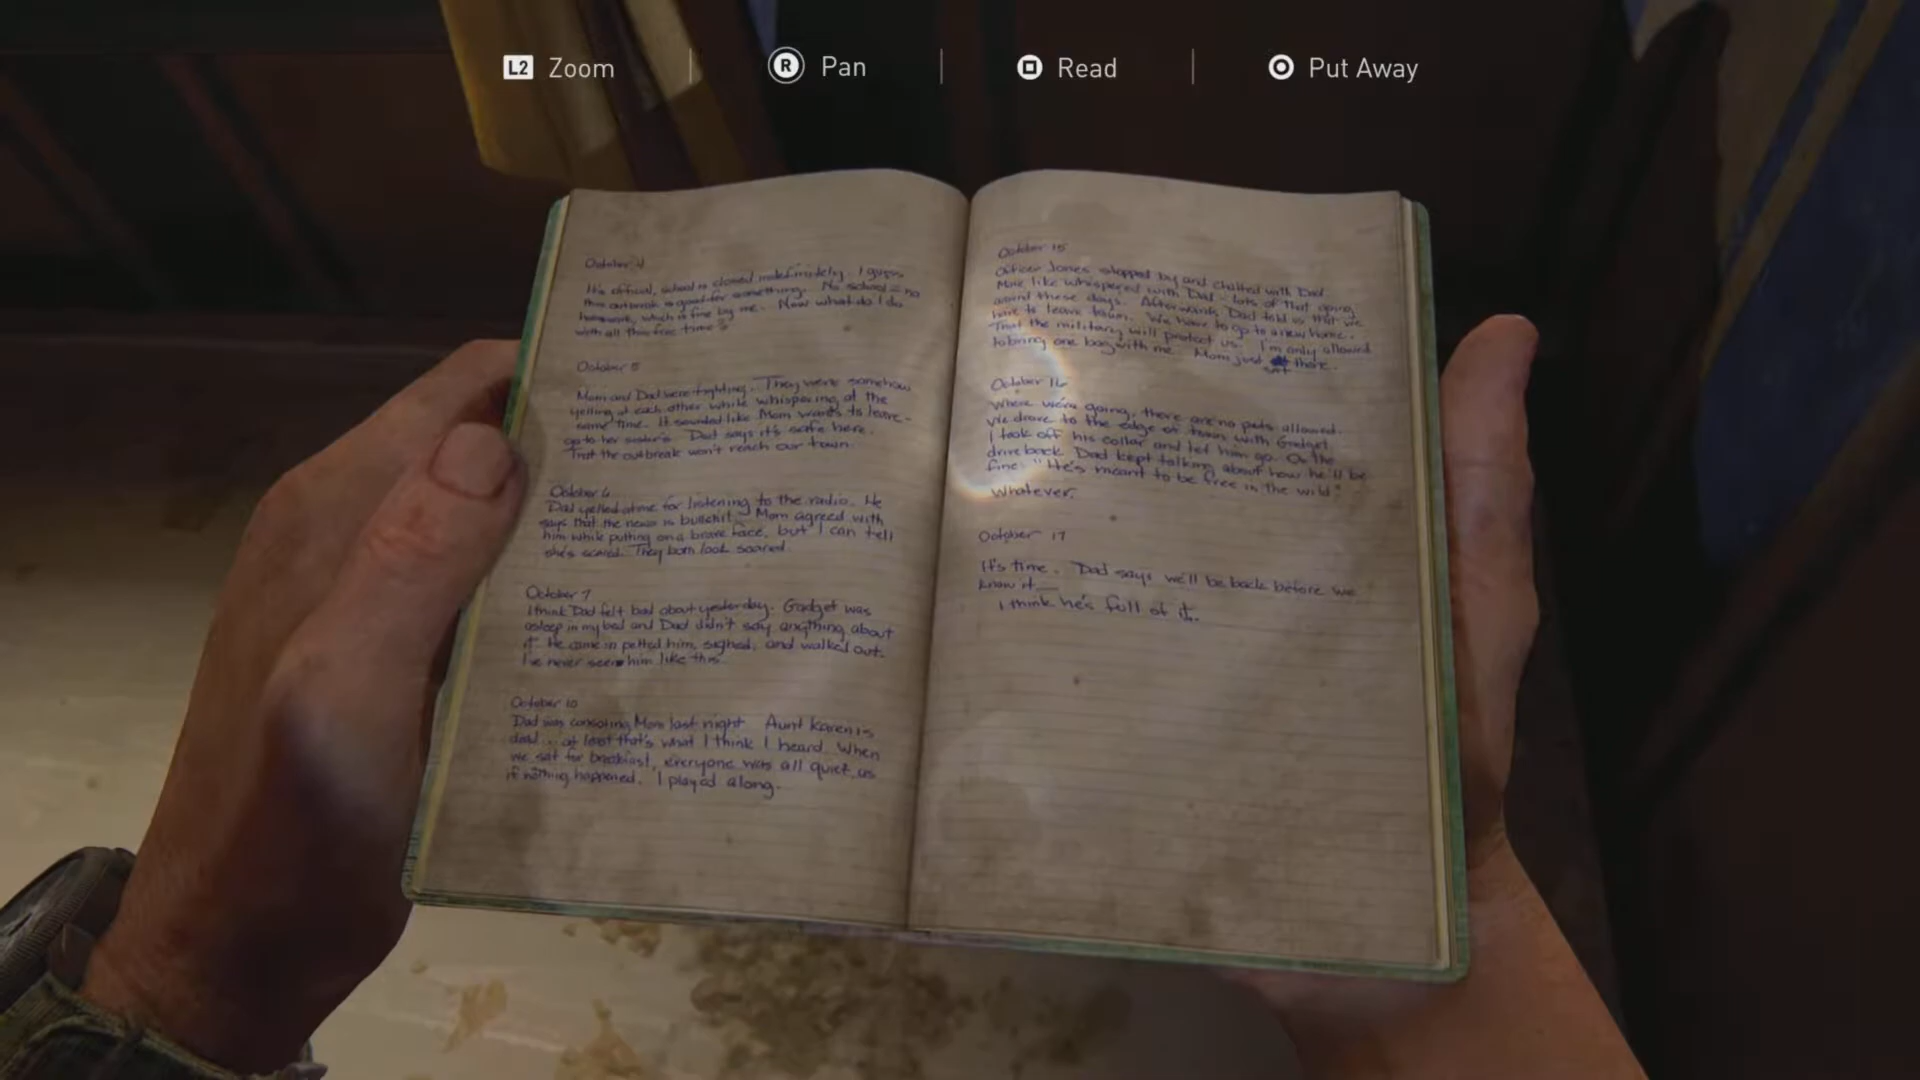 L2 Zoom
R Pan
Read
Put Away
October 4
It's official, school is closed indefinitely. I guess
this outbreak is good for something. No school = no
homework, which is fine by me. Now what do I do
with all this free time?
October 5
Mom and Dad were fighting. They were somehow
yelling at each other while whispering at the
same time. It sounded like Mom wants to leave -
go to her sister's. Dad says it's safe here.
That the outbreak won't reach our town.
October 6
Dad yelled at me for listening to the radio. He
says that the news is bullshit. Mom agreed with
him while putting on a brave face, but I can tell
she's scared. They both look scared.
October 7
I think Dad felt bad about yesterday. Gadget was
asleep in my bed and Dad didn't say anything about
it. He came in petted him, sighed, and walked out.
I've never seen him like this.
October 10
Dad was consoling Mom last night. Aunt Karen is
dead... at least that's what I think I heard. When
we sat for breakfast, everyone was all quiet, as
if nothing happened. I played along.
October 15
Officer Jones stopped by and chatted with Dad.
More like whispered with Dad - lots of that going
around these days. Afterwards, Dad told us that we
have to leave town. We have to go to a new home.
That the military will protect us. I'm only allowed
to bring one bag with me. Mom just sat there.
October 16
Where we're going, there are no pets allowed.
We drove to the edge of town with Gadget.
I took off his collar and let him go. On the
drive back Dad kept talking about how he'll be
fine. "He's meant to be free in the wild."
Whatever.
October 17
It's time. Dad says we'll be back before we
know it
I think he's full of it.